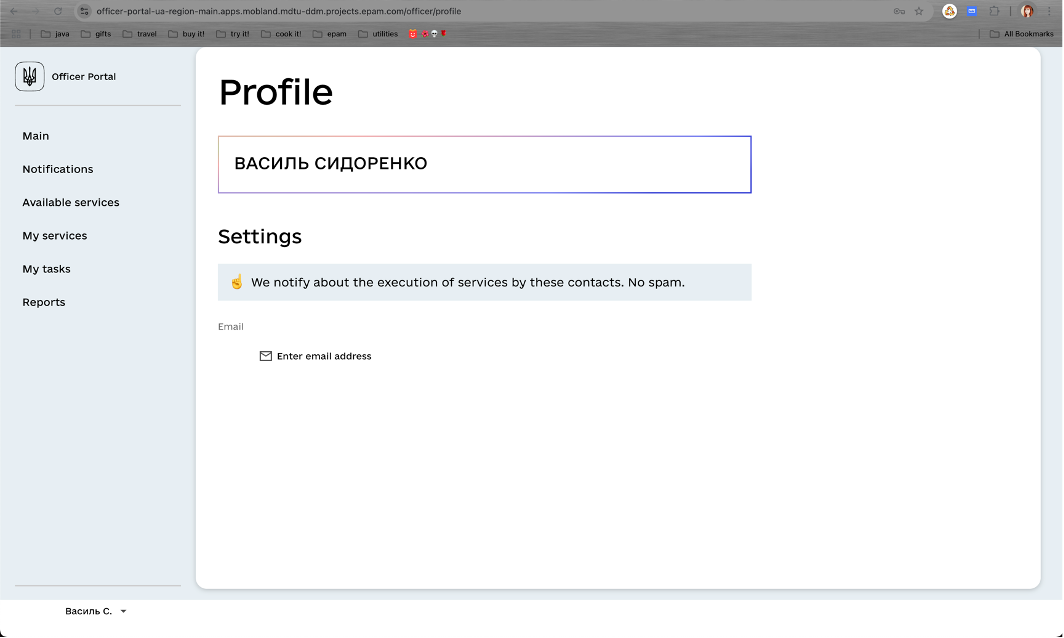 officer-portal-ua-region-main.apps.mobland.mdtu-ddm.projects.epam.com/officer/profile
java gifts travel buy it! try it! cook it! epam utilities All Bookmarks
Officer Portal
Main
Notifications
Available services
My services
My tasks
Reports
Василь С.
Profile
ВАСИЛЬ СИДОРЕНКО
Settings
We notify about the execution of services by these contacts. No spam.
Email
Enter email address